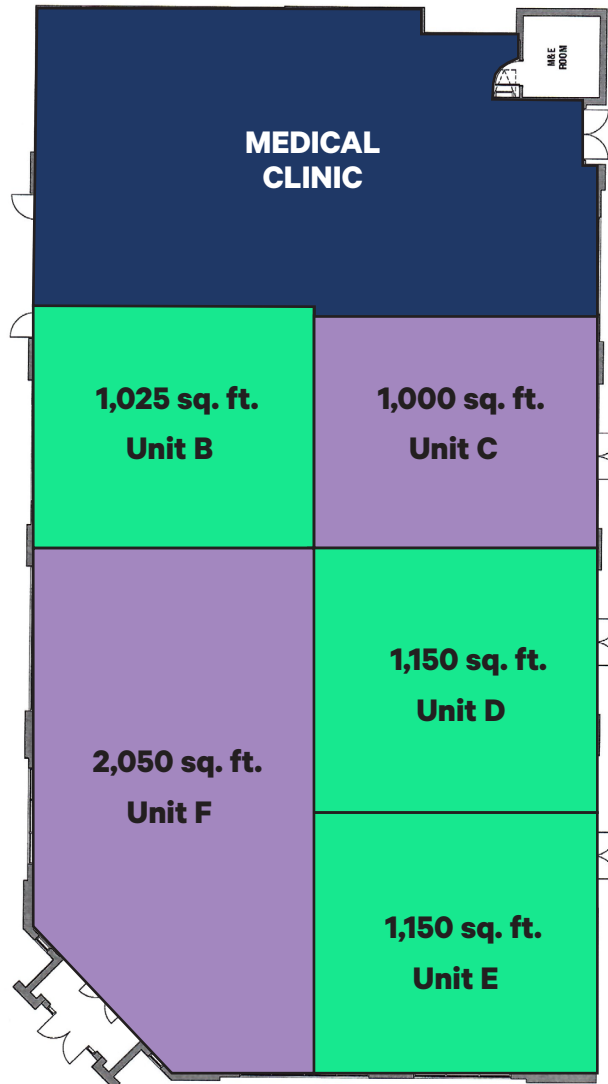 M&E
ROOM
MEDICAL
CLINIC
1,025 sq. ft.
Unit B
1,000 sq. ft.
Unit C
1,150 sq. ft.
Unit D
2,050 sq. ft.
Unit F
1,150 sq. ft.
Unit E